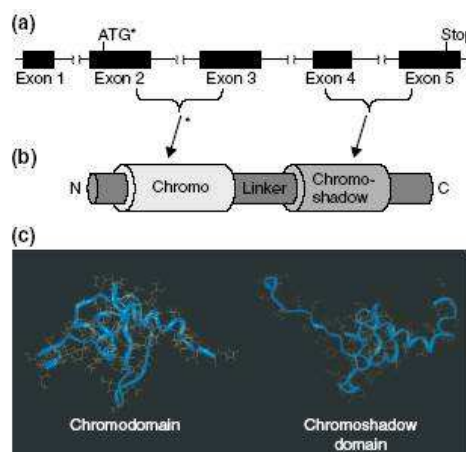 (a)
ATG*
Stop
Exon 1 Exon 2 Exon 3 Exon 4 Exon 5
*
(b)
N Chromo Linker Chromo-
shadow C
(c)
Chromodomain Chromoshadow
domain